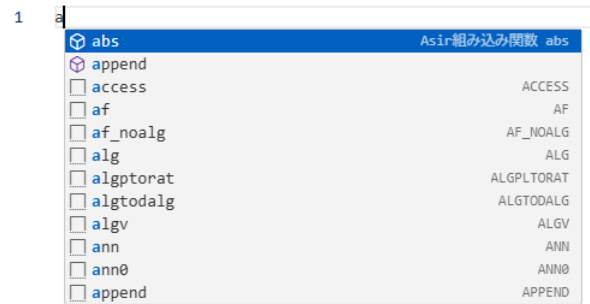 1 a
abs Asir組み込み関数 abs
append
access ACCESS
af AF
af_noalg AF_NOALG
alg ALG
algptorat ALGPLTORAT
algtodalg ALGTODALG
algv ALGV
ann ANN
ann0 ANN0
append APPEND